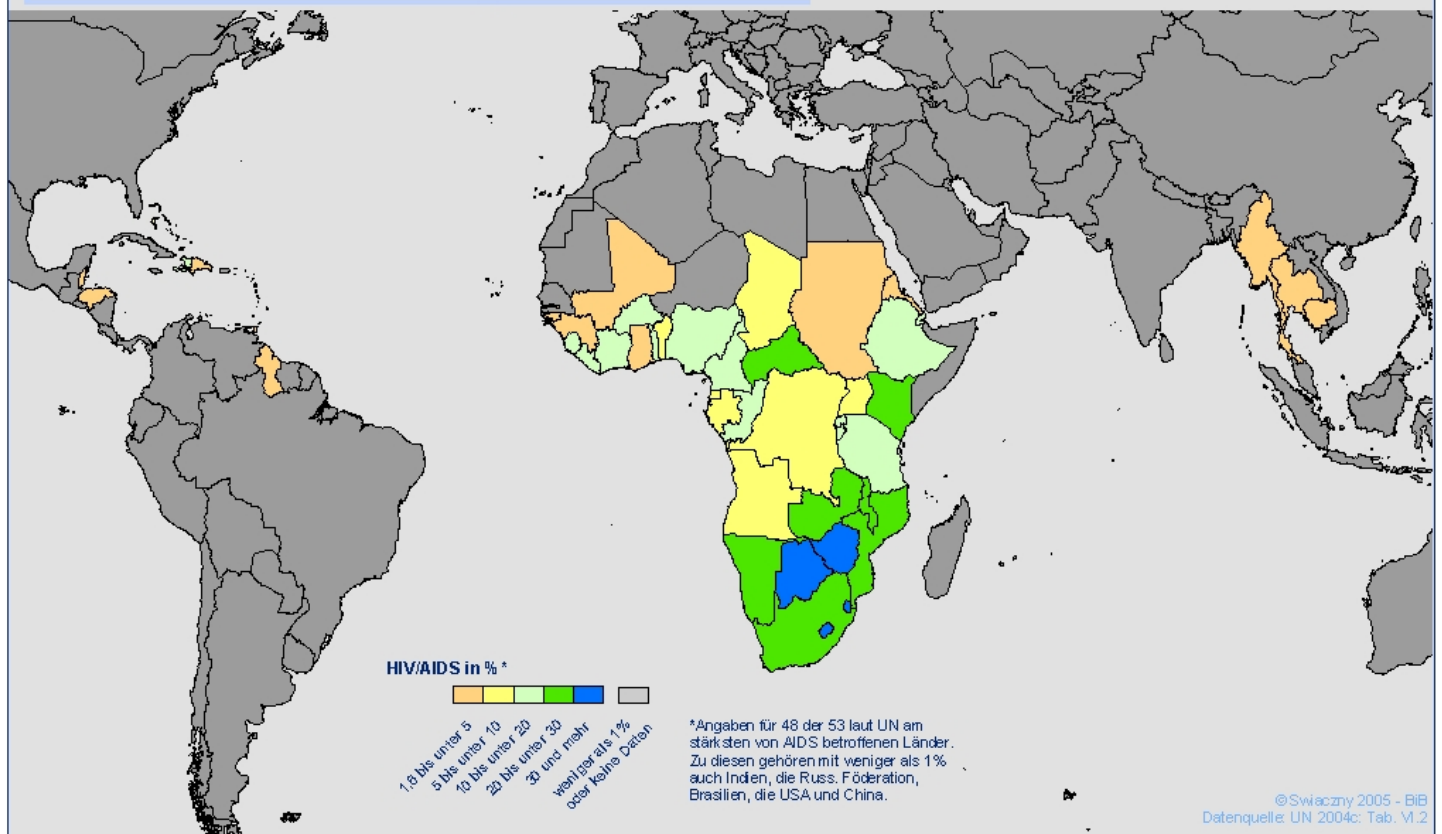 HIV/AIDS in % *
1,8 bis unter 5
5 bis unter 10
10 bis unter 20
20 bis unter 30
30 und mehr
weniger als 1%
oder keine Daten
*Angaben für 48 der 53 laut UN am
stärksten von AIDS betroffenen Länder.
Zu diesen gehören mit weniger als 1%
auch Indien, die Russ. Föderation,
Brasilien, die USA und China.
©Swiaczny 2005 - BiB
Datenquelle: UN 2004c: Tab. VI.2